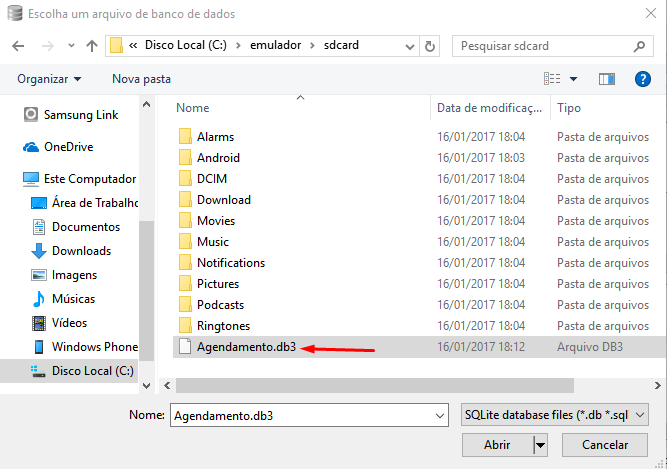 Escolha um arquivo de banco de dados
« Disco Local (C:) > emulador > sdcard
Pesquisar sdcard
Organizar
Nova pasta
Nome
Data de modificaç...
Tipo
Samsung Link
OneDrive
Este Computador
Área de Trabalho
Documentos
Downloads
Imagens
Músicas
Vídeos
Windows Phone
Disco Local (C:)
Alarms 16/01/2017 18:04 Pasta de arquivos
Android 16/01/2017 18:03 Pasta de arquivos
DCIM 16/01/2017 18:04 Pasta de arquivos
Download 16/01/2017 18:04 Pasta de arquivos
Movies 16/01/2017 18:04 Pasta de arquivos
Music 16/01/2017 18:04 Pasta de arquivos
Notifications 16/01/2017 18:04 Pasta de arquivos
Pictures 16/01/2017 18:04 Pasta de arquivos
Podcasts 16/01/2017 18:04 Pasta de arquivos
Ringtones 16/01/2017 18:04 Pasta de arquivos
Agendamento.db3 16/01/2017 18:12 Arquivo DB3
Nome: Agendamento.db3
SQLite database files (*.db *.sql
Abrir
Cancelar